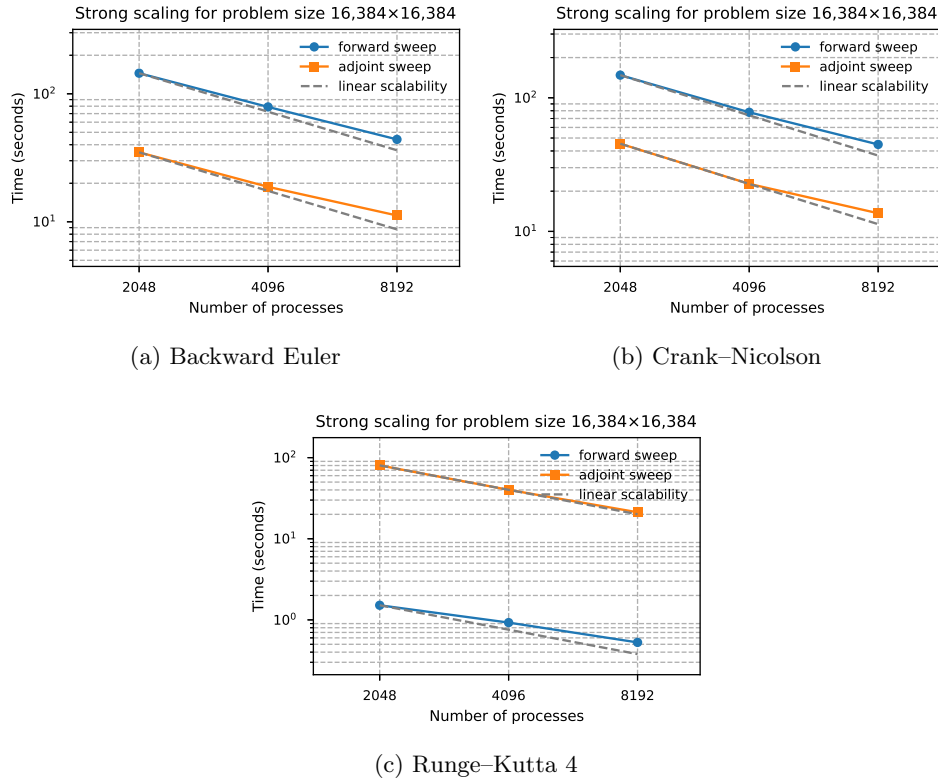 Strong scaling for problem size 16,384×16,384
forward sweep
adjoint sweep
linear scalability
10²
10¹
Time (seconds)
2048 4096 8192
Number of processes
(a) Backward Euler
Strong scaling for problem size 16,384×16,384
forward sweep
adjoint sweep
linear scalability
10²
10¹
Time (seconds)
2048 4096 8192
Number of processes
(b) Crank–Nicolson
Strong scaling for problem size 16,384×16,384
forward sweep
adjoint sweep
linear scalability
10²
10¹
10⁰
Time (seconds)
2048 4096 8192
Number of processes
(c) Runge–Kutta 4